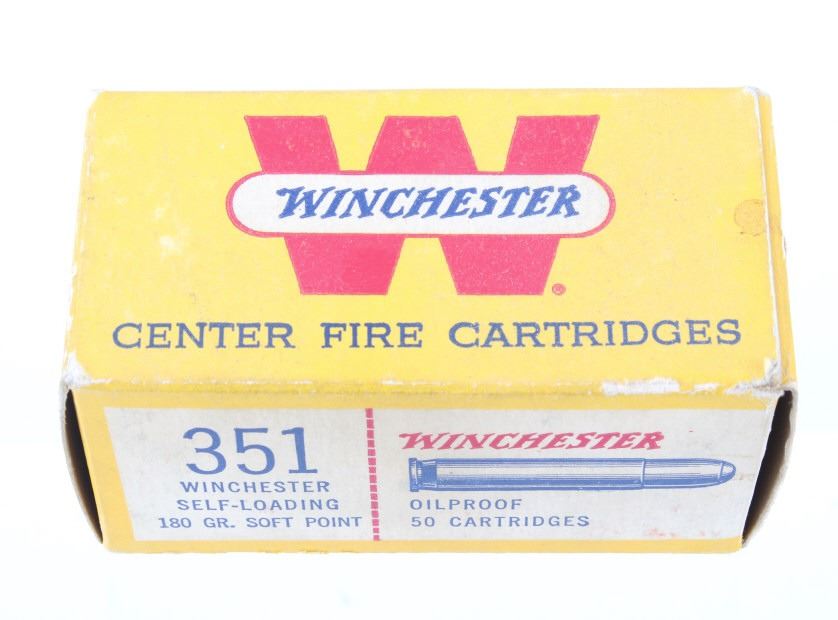 WINCHESTER
®
CENTER FIRE CARTRIDGES
351
WINCHESTER
SELF-LOADING
180 GR. SOFT POINT
WINCHESTER
OILPROOF
50 CARTRIDGES